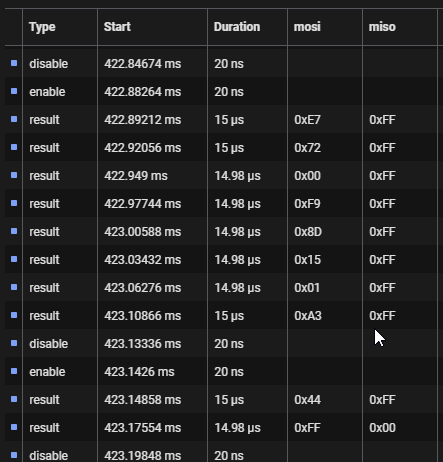 Type Start Duration mosi miso
disable 422.84674 ms 20 ns
enable 422.88264 ms 20 ns
result 422.89212 ms 15 µs 0xE7 0xFF
result 422.92056 ms 15 µs 0x72 0xFF
result 422.949 ms 14.98 µs 0x00 0xFF
result 422.97744 ms 14.98 µs 0xF9 0xFF
result 423.00588 ms 14.98 µs 0x8D 0xFF
result 423.03432 ms 14.98 µs 0x15 0xFF
result 423.06276 ms 14.98 µs 0x01 0xFF
result 423.10866 ms 15 µs 0xA3 0xFF
disable 423.13336 ms 20 ns
enable 423.1426 ms 20 ns
result 423.14858 ms 15 µs 0x44 0xFF
result 423.17554 ms 14.98 µs 0xFF 0x00
disable 423.19848 ms 20 ns